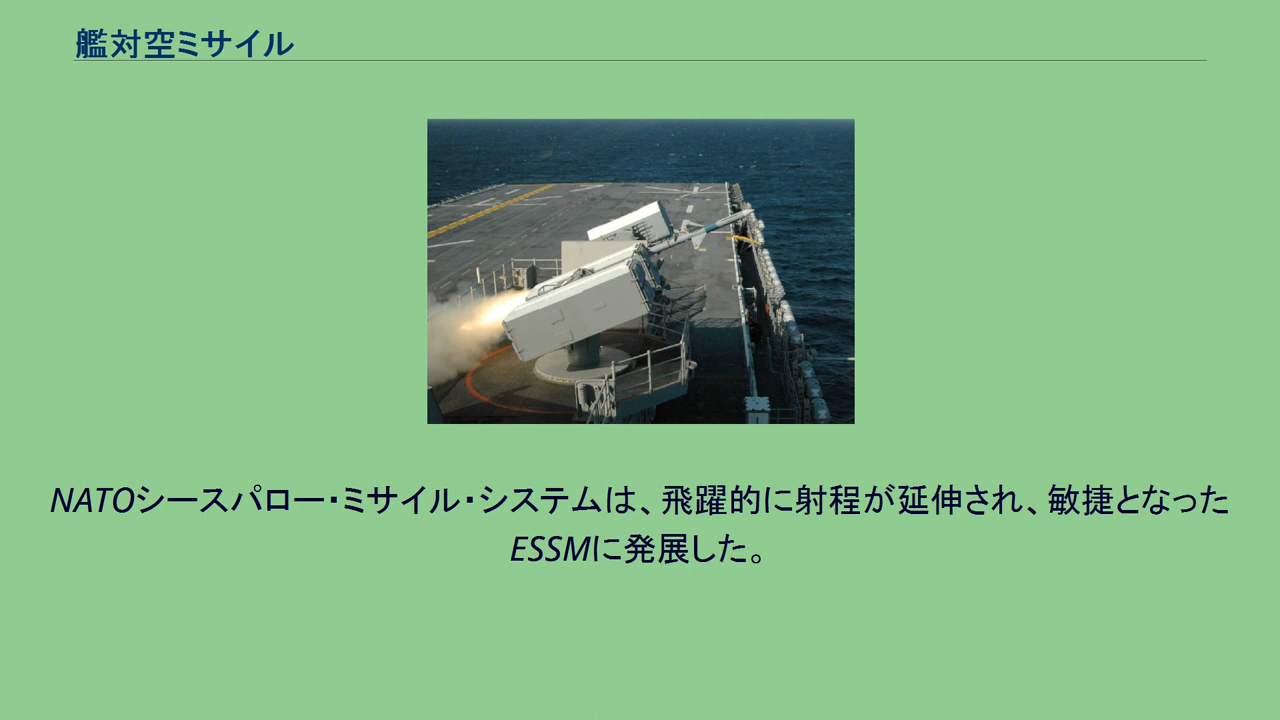 艦対空ミサイル
NATOシースパロー・ミサイル・システムは、飛躍的に射程が延伸され、敏捷となった
ESSMに発展した。